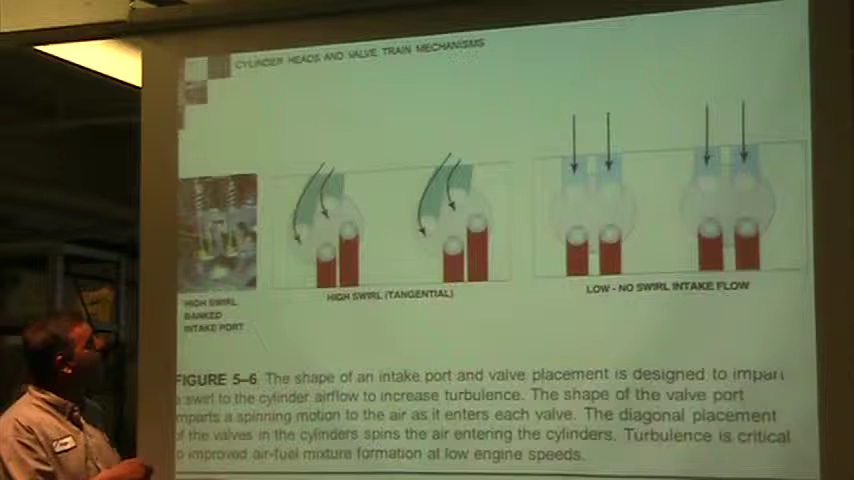 CYLINDER HEADS AND VALVE TRAIN MECHANISMS
HIGH SWIRL
BANKED
INTAKE PORT
HIGH SWIRL (TANGENTIAL)
LOW - NO SWIRL INTAKE FLOW
FIGURE 5–6 The shape of an intake port and valve placement is designed to impart
a swirl to the cylinder airflow to increase turbulence. The shape of the valve port
imparts a spinning motion to the air as it enters each valve. The diagonal placement
of the valves in the cylinders spins the air entering the cylinders. Turbulence is critical
to improved air-fuel mixture formation at low engine speeds.